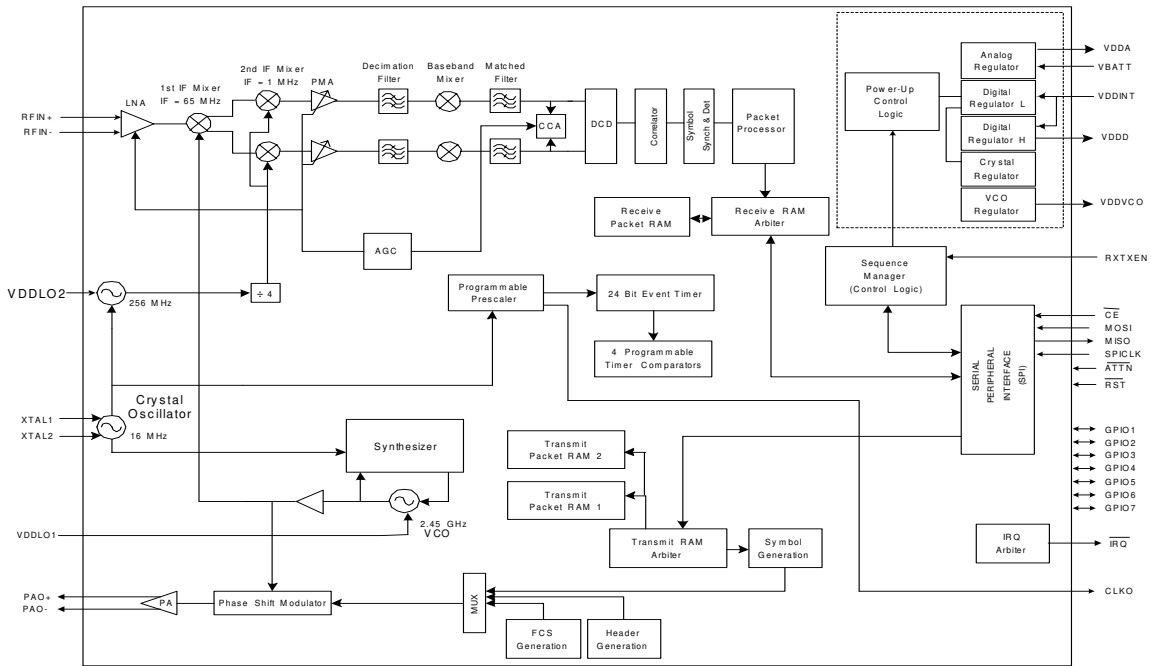 1st IF Mixer
IF = 65 MHz
2nd IF Mixer
IF = 1 MHz
PMA
Decimation
Filter
Baseband
Mixer
Matched
Filter
LNA
RFIN+
RFIN-
CCA
DCD
Correlator
Symbol
Synch & Det
Packet
Processor
Power-Up
Control
Logic
Analog
Regulator
Digital
Regulator L
Digital
Regulator H
Crystal
Regulator
VCO
Regulator
VDDA
VBATT
VDDINT
VDDD
VDDVCO
AGC
Receive
Packet RAM
Receive RAM
Arbiter
Sequence
Manager
(Control Logic)
RXTXEN
VDDLO2
256 MHz
÷ 4
Programmable
Prescaler
24 Bit Event Timer
4 Programmable
Timer Comparators
SERIAL
PERIPHERAL
INTERFACE
(SPI)
CE
MOSI
MISO
SPICLK
ATTN
RST
Crystal
Oscillator
XTAL1
XTAL2
16 MHz
Synthesizer
2.45 GHz
VCO
VDDLO1
Transmit
Packet RAM 2
Transmit
Packet RAM 1
Transmit RAM
Arbiter
Symbol
Generation
GPIO1
GPIO2
GPIO3
GPIO4
GPIO5
GPIO6
GPIO7
IRQ
Arbiter
IRQ
CLKO
PAO+
PAO-
PA
Phase Shift Modulator
MUX
FCS
Generation
Header
Generation